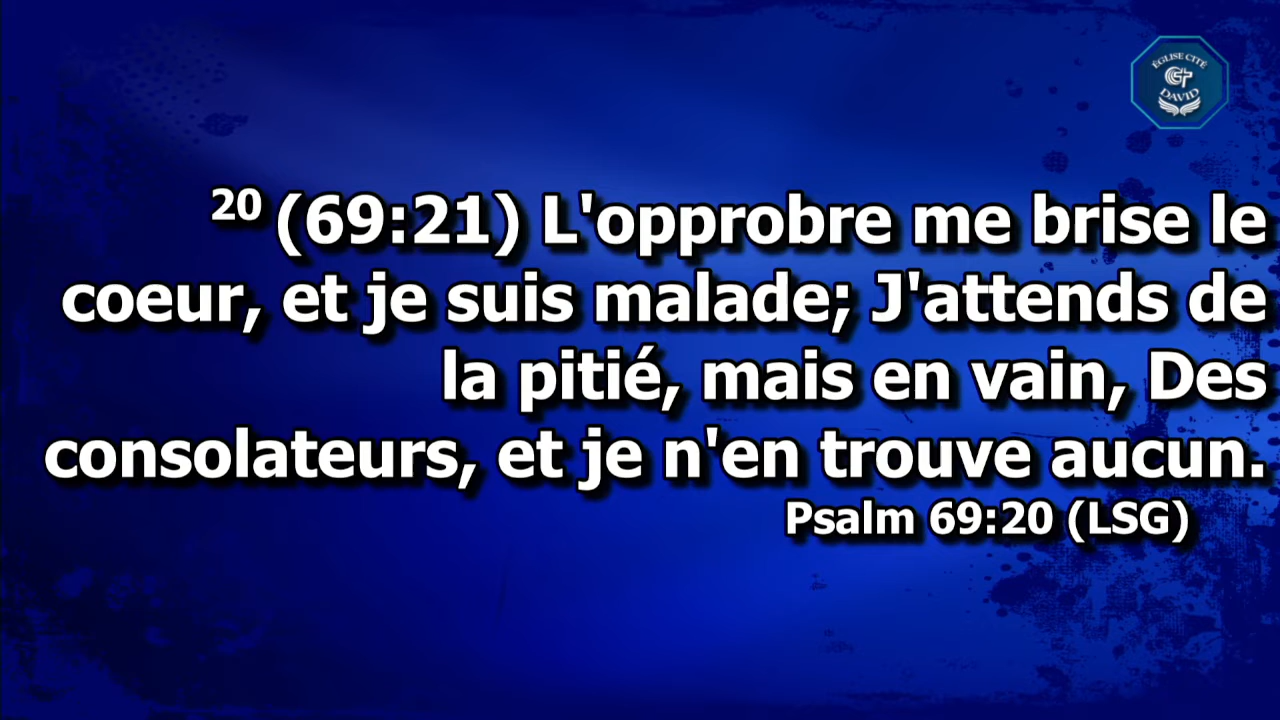 ÉGLISE CITÉ
DAVID
20 (69:21) L'opprobre me brise le
coeur, et je suis malade; J'attends de
la pitié, mais en vain, Des
consolateurs, et je n'en trouve aucun.
Psalm 69:20 (LSG)